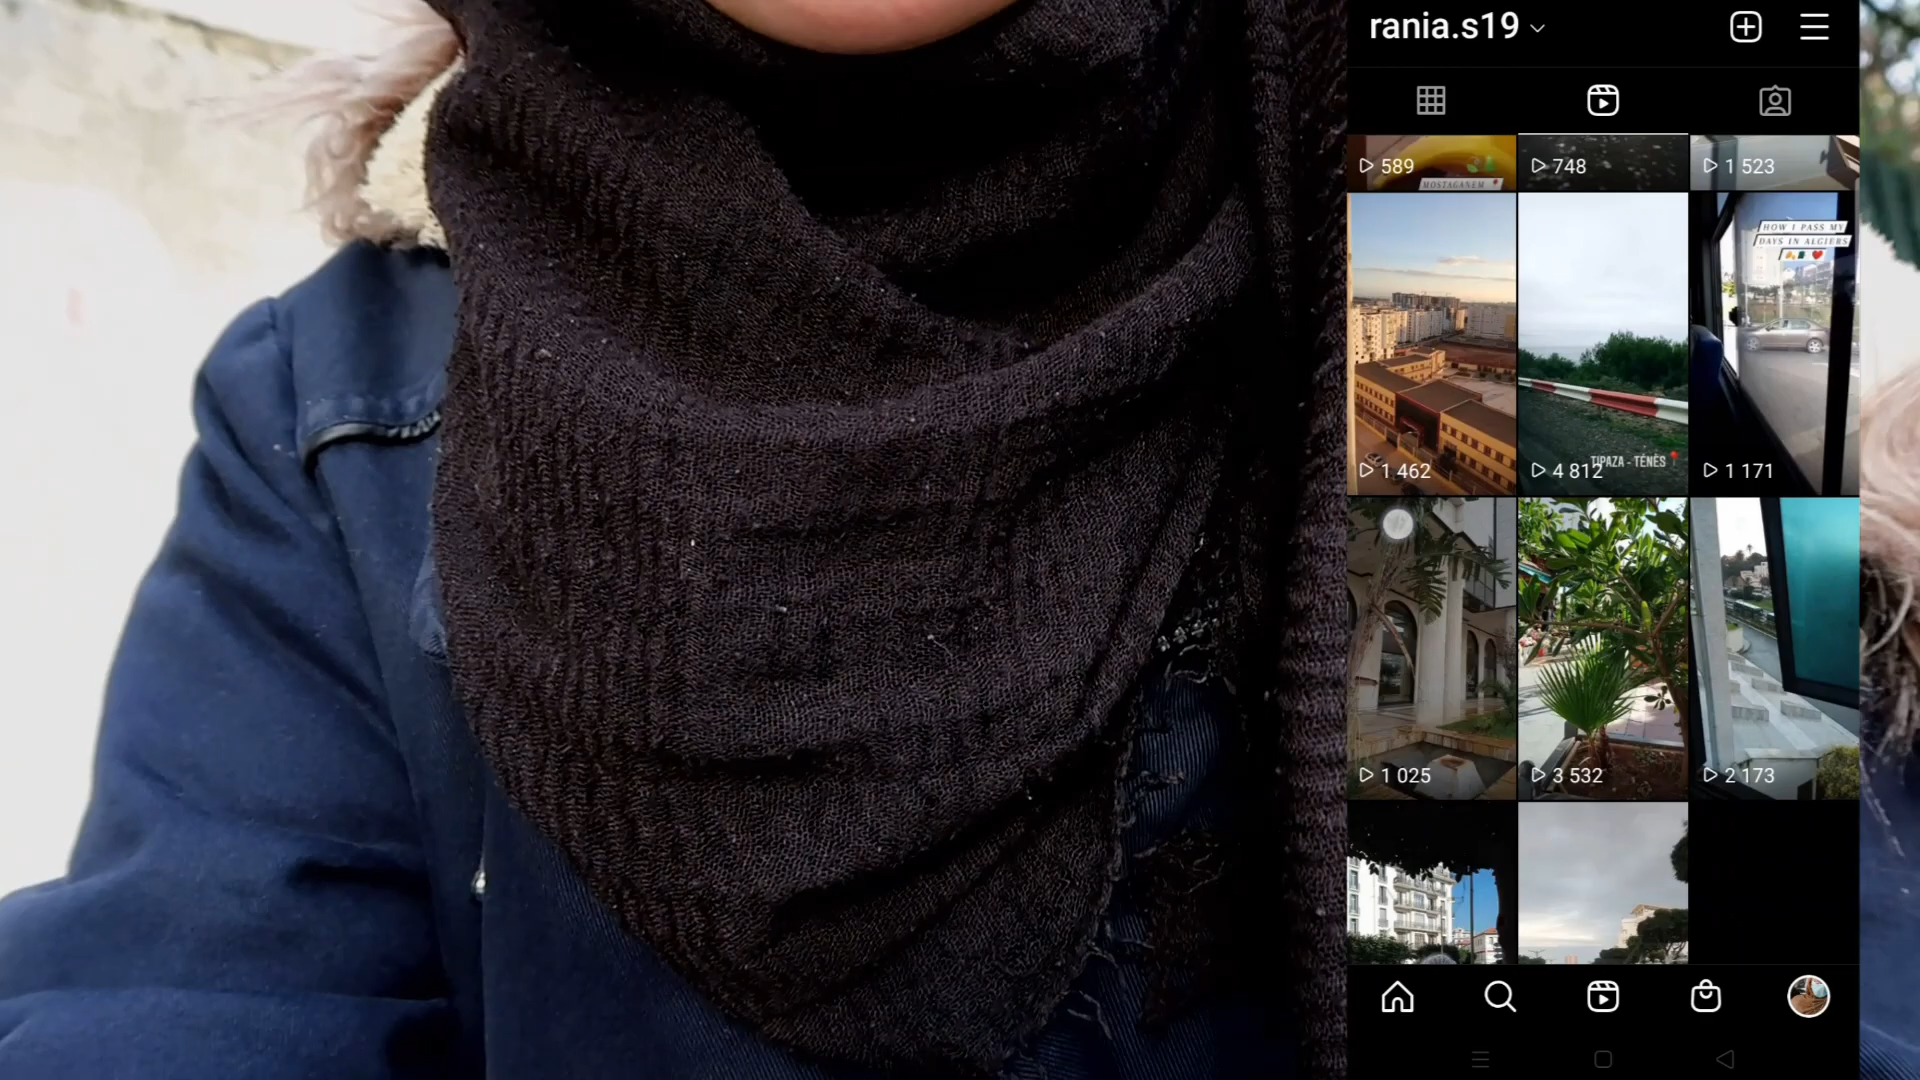 rania.s19
589
748
1 523
MOSTAGANEM
HOW I PASS MY
DAYS IN ALGIERS
1 462
4 812
TIPAZA - TÉNÈS
1 171
1 025
3 532
2 173